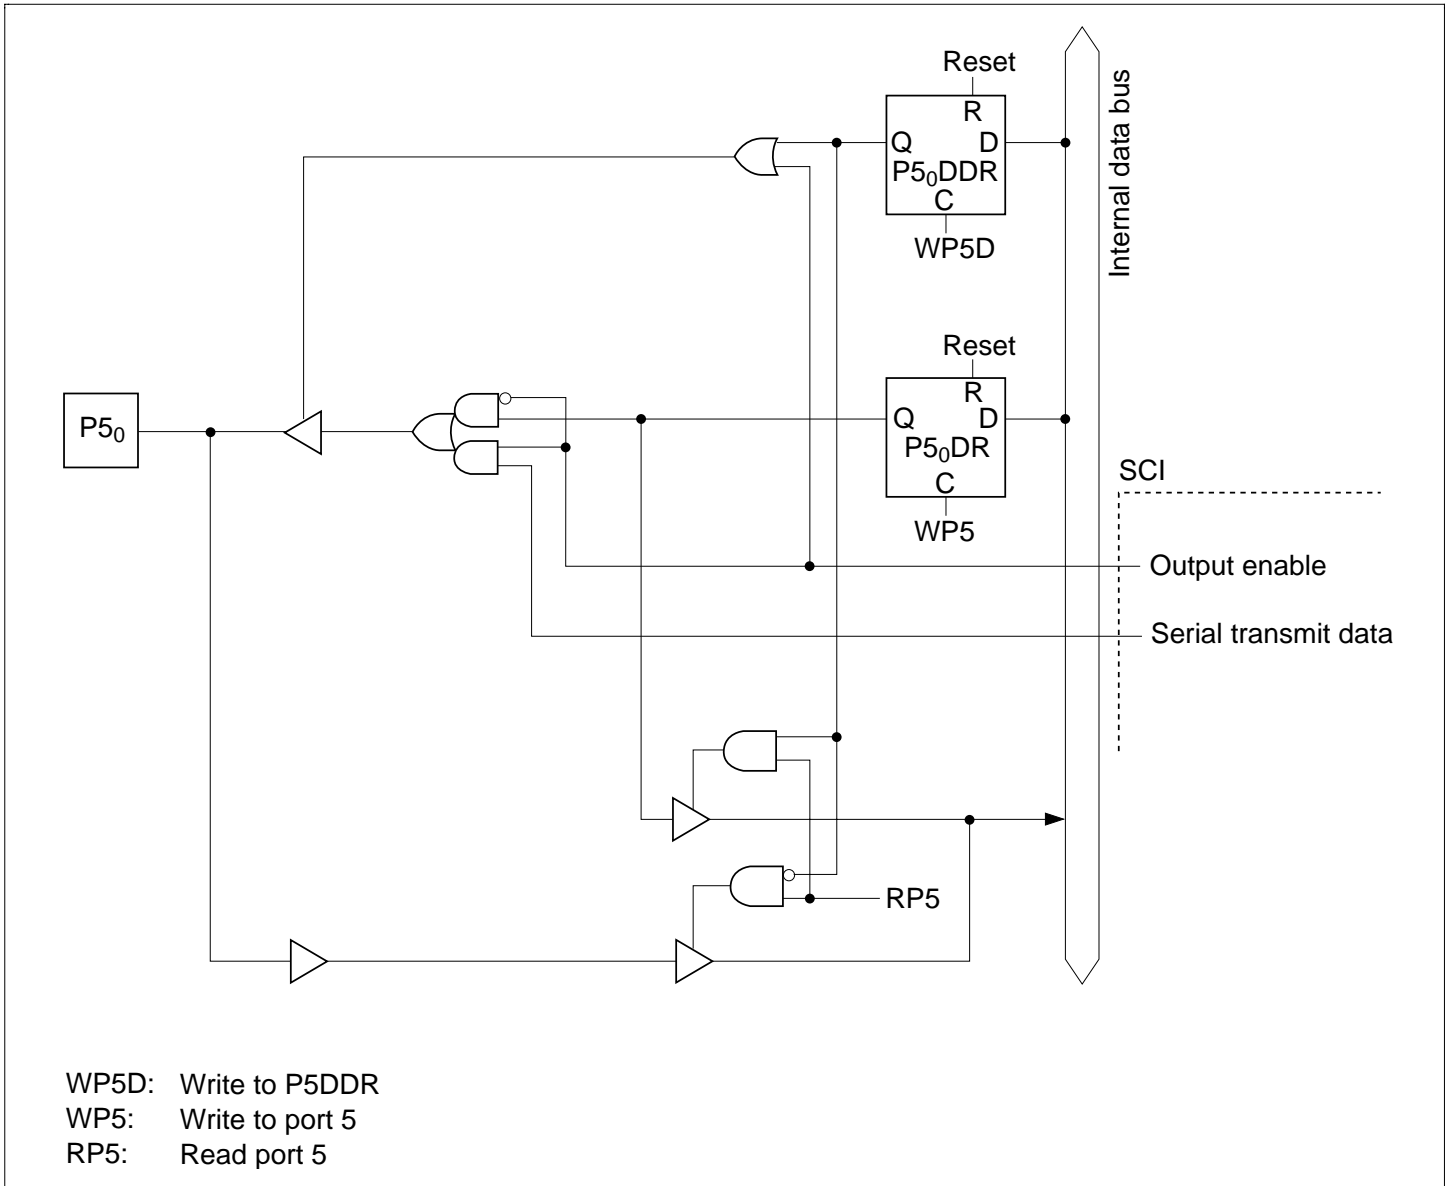 Reset
R
Q D
P5₀DDR
C
WP5D
Internal data bus
Reset
R
Q D
P5₀DR
C
WP5
P5₀
SCI
Output enable
Serial transmit data
RP5
WP5D: Write to P5DDR
WP5: Write to port 5
RP5: Read port 5